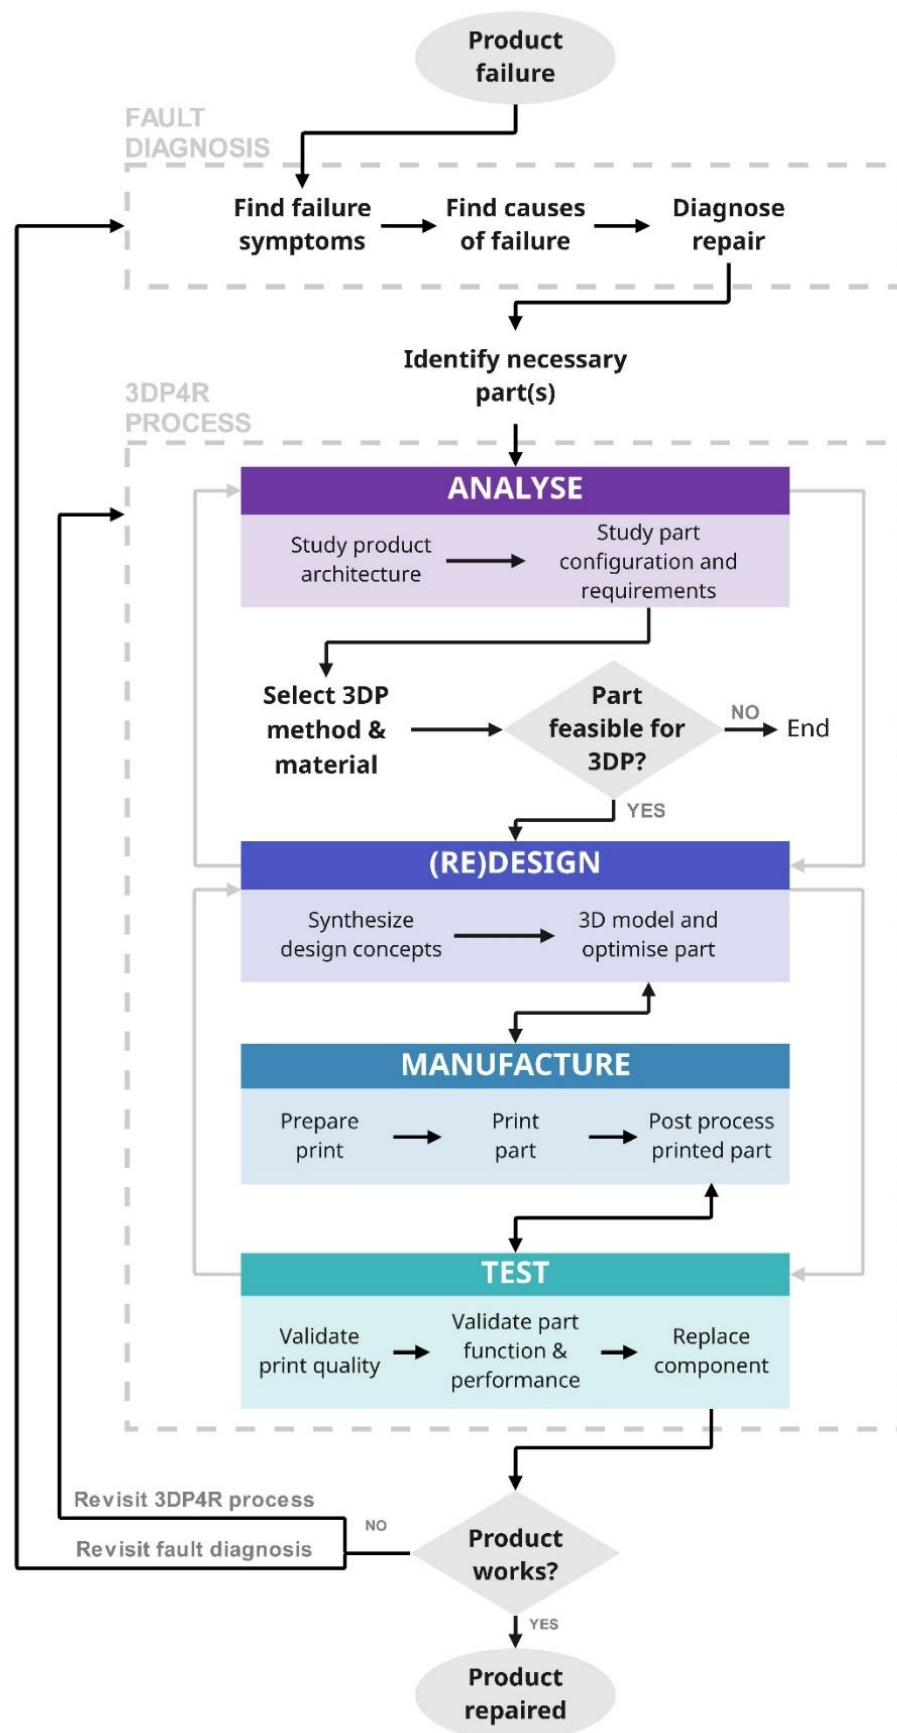 Product
failure
FAULT
DIAGNOSIS
Find failure
symptoms
Find causes
of failure
Diagnose
repair
Identify necessary
part(s)
3DP4R
PROCESS
ANALYSE
Study product
architecture
Study part
configuration and
requirements
Select 3DP
method &
material
Part
feasible for
3DP?
NO
End
YES
(RE)DESIGN
Synthesize
design concepts
3D model and
optimise part
MANUFACTURE
Prepare
print
Print
part
Post process
printed part
TEST
Validate
print quality
Validate part
function &
performance
Replace
component
Revisit 3DP4R process
NO
Revisit fault diagnosis
Product
works?
YES
Product
repaired